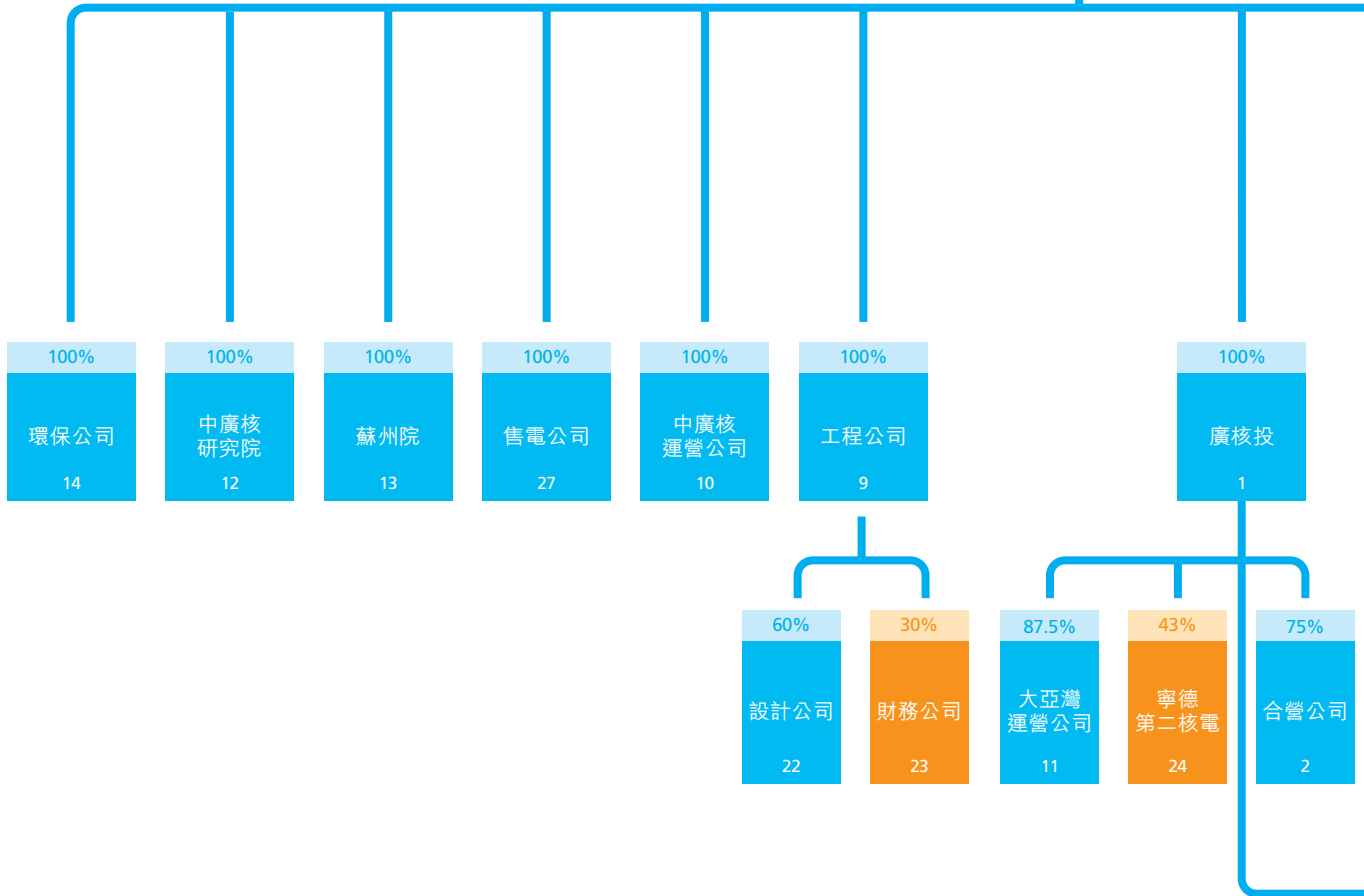 100%
環保公司
14
100%
中廣核
研究院
12
100%
蘇州院
13
100%
售電公司
27
100%
中廣核
運營公司
10
100%
工程公司
9
100%
廣核投
1
60%
設計公司
22
30%
財務公司
23
87.5%
大亞灣
運營公司
11
43%
寧德
第二核電
24
75%
合營公司
2